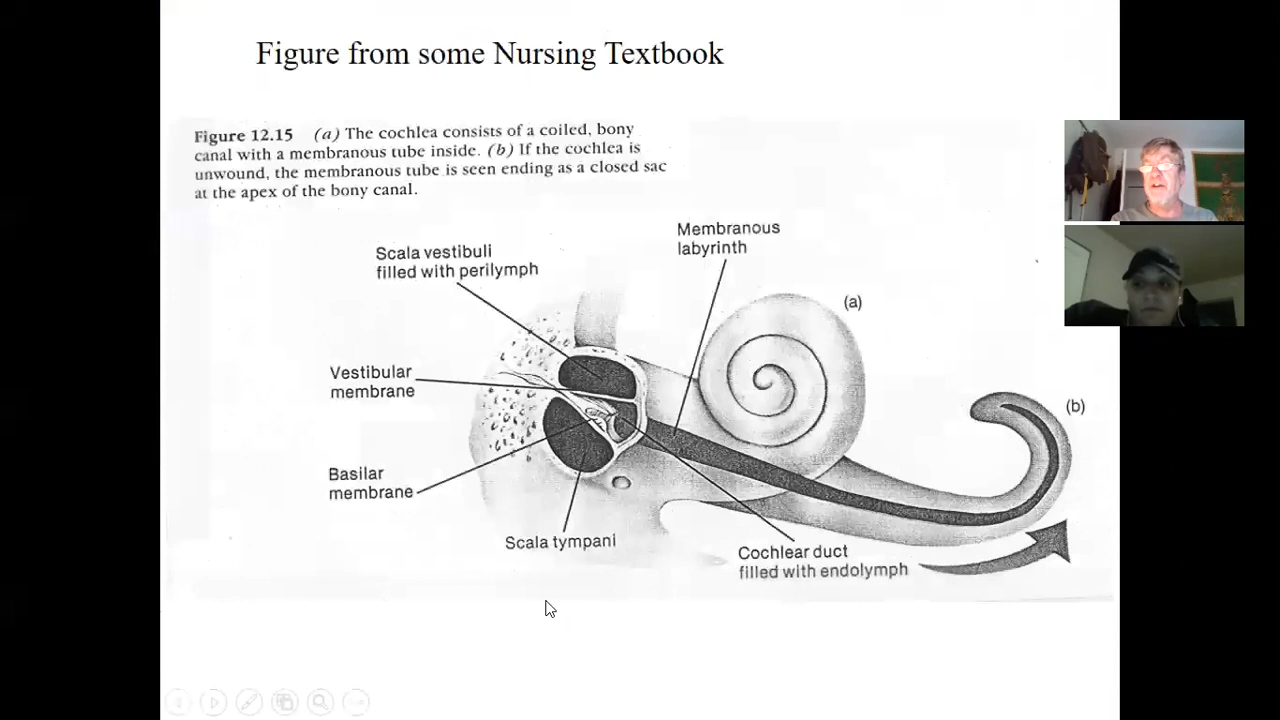 Figure from some Nursing Textbook
Figure 12.15 (a) The cochlea consists of a coiled, bony
canal with a membranous tube inside. (b) If the cochlea is
unwound, the membranous tube is seen ending as a closed sac
at the apex of the bony canal.
Membranous
labyrinth
Scala vestibuli
filled with perilymph
(a)
Vestibular
membrane
(b)
Basilar
membrane
Scala tympani
Cochlear duct
filled with endolymph